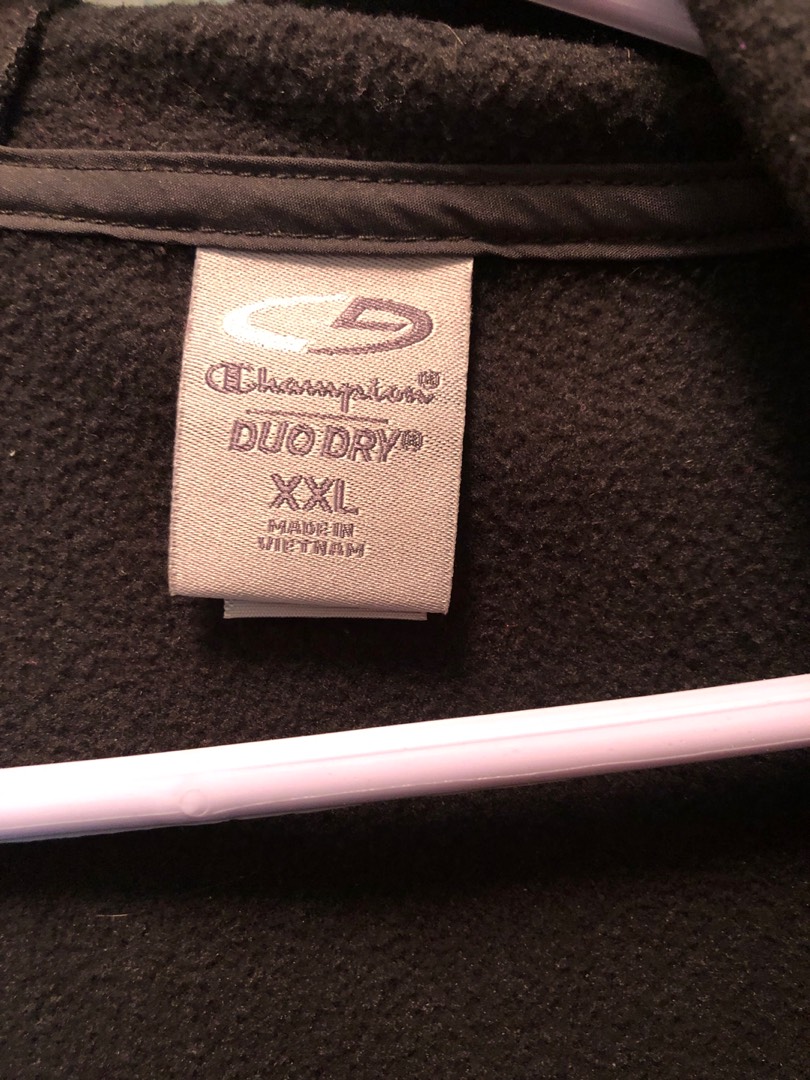 Champion®
DUO DRY®
XXL
MADE IN
VIETNAM